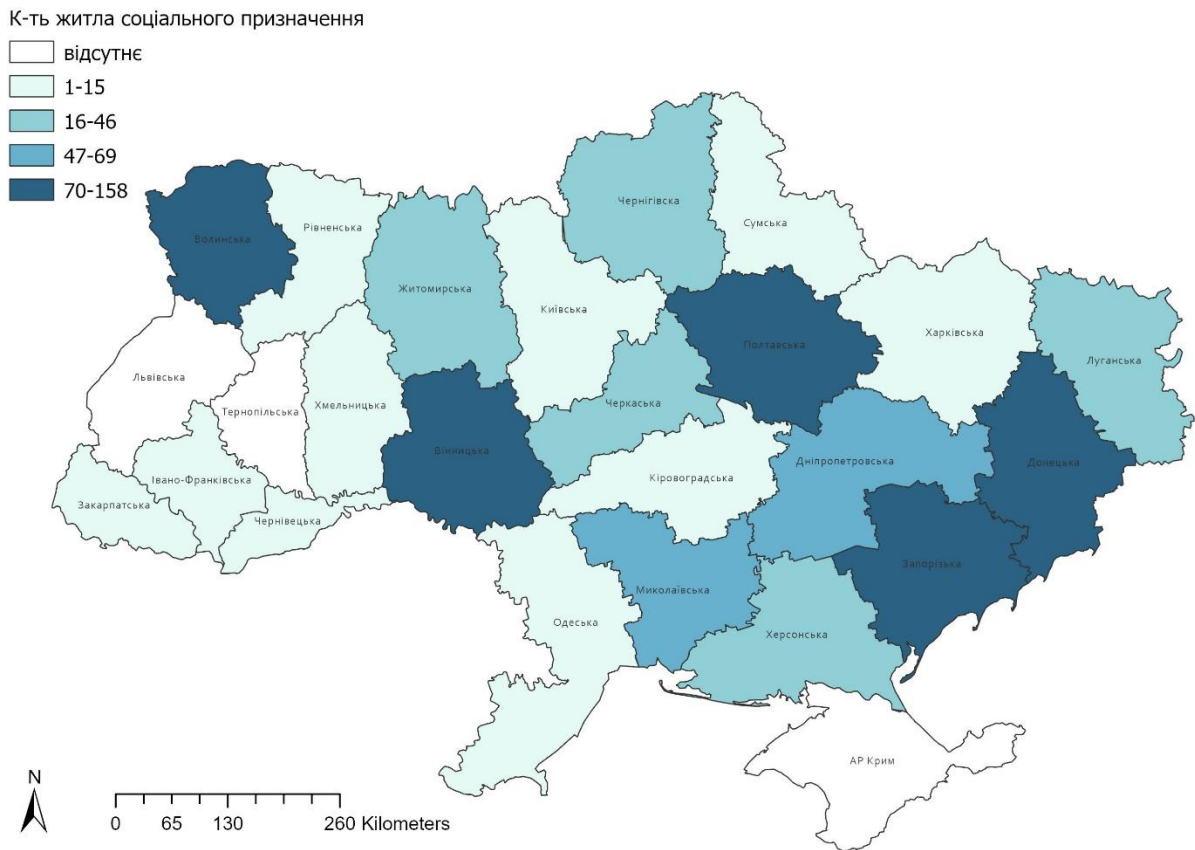 К-ть житла соціального призначення
відсутнє
1-15
16-46
47-69
70-158
Чернігівска
Сумська
Рівненська
Волинська
Житомирська
Київська
Харківська
Полтавська
Луганська
Львівська
Тернопільська
Хмельницька
Черкаська
Вінницька
Дніпропетровська
Донецька
Івано-Франківська
Кіровоградська
Закарпатська
Чернівецька
Запорізька
Миколаївська
Одеська
Херсонська
АР Крим
N
0 65 130 260 Kilometers